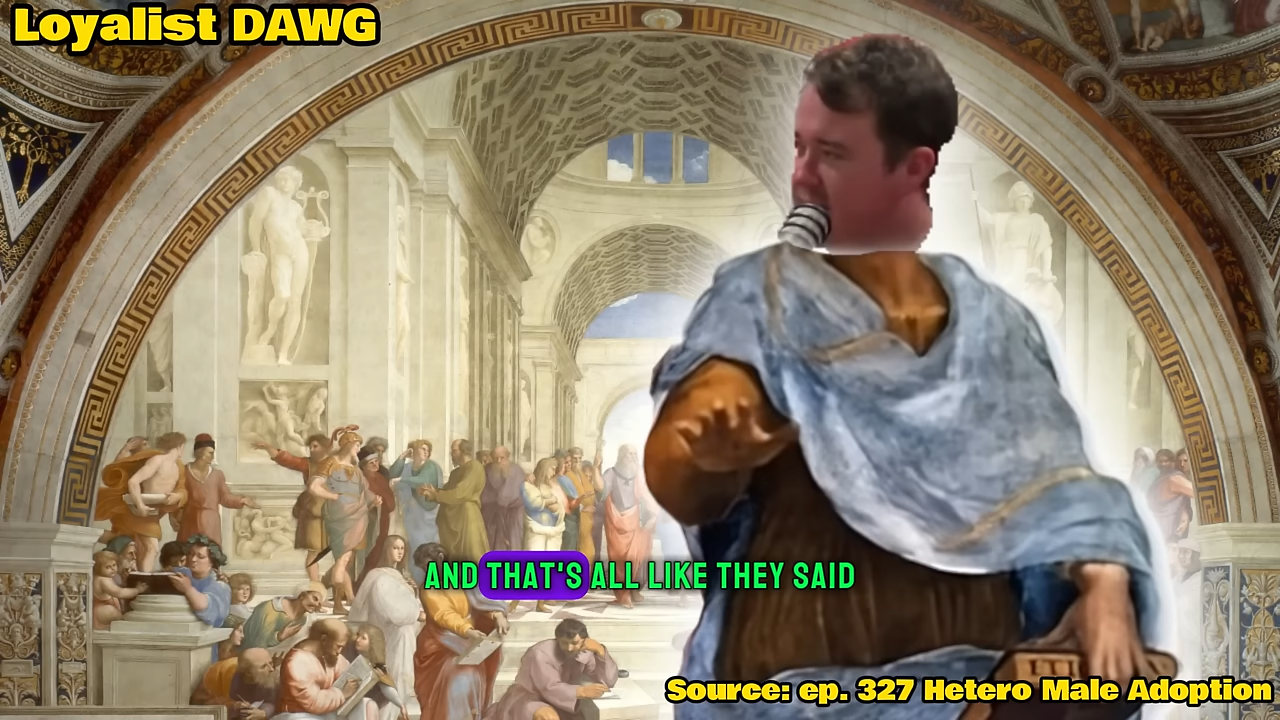 Loyalist DAWG
AND THAT'S ALL LIKE THEY SAID
Source: ep. 327 Hetero Male Adoption